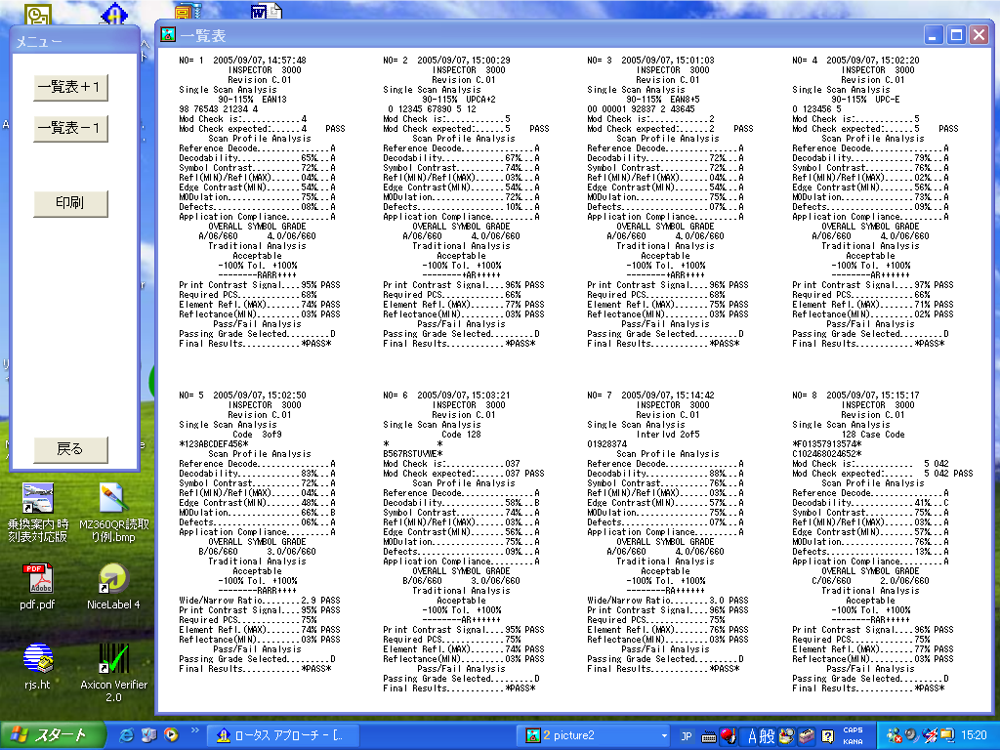 メニュー
一覧表+1
一覧表-1
印刷
戻る
一覧表
NO= 1 2005/09/07,14:57:48
INSPECTOR 3000
Revision C.01
Single Scan Analysis
90-115% EAN13
98 76543 21234 4
Mod Check is:............4
Mod Check expected:......4 PASS
Scan Profile Analysis
Reference Decode...............A
Decodability.............65%...A
Symbol Contrast..........72%...A
Refl(MIN)/Refl(MAX)......04%...A
Edge Contrast(MIN).......54%...A
MODulation...............75%...A
Defects..................08%...A
Application Compliance.........A
OVERALL SYMBOL GRADE
A/06/660 4.0/06/660
Traditional Analysis
Acceptable
-100% Tol. +100%
--------RARR++++
Print Contrast Signal....95% PASS
Required PCS.............68%
Element Refl.(MAX).......74% PASS
Reflectance(MIN).........03% PASS
Pass/Fail Analysis
Passing Grade Selected.........D
Final Results............*PASS*
NO= 2 2005/09/07,15:00:29
INSPECTOR 3000
Revision C.01
Single Scan Analysis
90-115% UPCA+2
0 12345 67890 5 12
Mod Check is:............5
Mod Check expected:......5 PASS
Scan Profile Analysis
Reference Decode...............A
Decodability.............67%...A
Symbol Contrast..........74%...A
Refl(MIN)/Refl(MAX)......03%...A
Edge Contrast(MIN).......54%...A
MODulation...............72%...A
Defects..................10%...A
Application Compliance.........A
OVERALL SYMBOL GRADE
A/06/660 4.0/06/660
Traditional Analysis
Acceptable
-100% Tol. +100%
--------+AR+++++
Print Contrast Signal....96% PASS
Required PCS.............66%
Element Refl.(MAX).......77% PASS
Reflectance(MIN).........03% PASS
Pass/Fail Analysis
Passing Grade Selected.........D
Final Results............*PASS*
NO= 3 2005/09/07,15:01:03
INSPECTOR 3000
Revision C.01
Single Scan Analysis
90-115% EAN8+5
00 00001 92837 2 43645
Mod Check is:............2
Mod Check expected:......2 PASS
Scan Profile Analysis
Reference Decode...............A
Decodability.............72%...A
Symbol Contrast..........72%...A
Refl(MIN)/Refl(MAX)......04%...A
Edge Contrast(MIN).......54%...A
MODulation...............75%...A
Defects..................07%...A
Application Compliance.........A
OVERALL SYMBOL GRADE
A/06/660 4.0/06/660
Traditional Analysis
Acceptable
-100% Tol. +100%
--------+ARR++++
Print Contrast Signal....96% PASS
Required PCS.............68%
Element Refl.(MAX).......75% PASS
Reflectance(MIN).........03% PASS
Pass/Fail Analysis
Passing Grade Selected.........D
Final Results............*PASS*
NO= 4 2005/09/07,15:02:20
INSPECTOR 3000
Revision C.01
Single Scan Analysis
90-115% UPC-E
0 123456 5
Mod Check is:............5
Mod Check expected:......5 PASS
Scan Profile Analysis
Reference Decode...............A
Decodability.............79%...A
Symbol Contrast..........76%...A
Refl(MIN)/Refl(MAX)......02%...A
Edge Contrast(MIN).......56%...A
MODulation...............73%...A
Defects..................09%...A
Application Compliance.........A
OVERALL SYMBOL GRADE
A/06/660 4.0/06/660
Traditional Analysis
Acceptable
-100% Tol. +100%
--------AR++++++
Print Contrast Signal....97% PASS
Required PCS.............66%
Element Refl.(MAX).......71% PASS
Reflectance(MIN).........02% PASS
Pass/Fail Analysis
Passing Grade Selected.........D
Final Results............*PASS*
NO= 5 2005/09/07,15:02:50
INSPECTOR 3000
Revision C.01
Single Scan Analysis
Code 3of9
*123ABCDEF456*
Scan Profile Analysis
Reference Decode...............A
Decodability.............83%...A
Symbol Contrast..........72%...A
Refl(MIN)/Refl(MAX)......04%...A
Edge Contrast(MIN).......48%...A
MODulation...............66%...B
Defects..................06%...A
Application Compliance.........A
OVERALL SYMBOL GRADE
B/06/660 3.0/06/660
Traditional Analysis
Acceptable
-100% Tol. +100%
--------RARR++++
Wide/Narrow Ratio........2.9 PASS
Print Contrast Signal....95% PASS
Required PCS.............75%
Element Refl.(MAX).......74% PASS
Reflectance(MIN).........03% PASS
Pass/Fail Analysis
Passing Grade Selected.........D
Final Results............*PASS*
NO= 6 2005/09/07,15:03:21
INSPECTOR 3000
Revision C.01
Single Scan Analysis
Code 128
* *
B567RSTUVWE*
Mod Check is:............037
Mod Check expected:......037 PASS
Scan Profile Analysis
Reference Decode...............A
Decodability.............58%...B
Symbol Contrast..........74%...A
Refl(MIN)/Refl(MAX)......03%...A
Edge Contrast(MIN).......56%...A
MODulation...............75%...A
Defects..................09%...A
Application Compliance.........A
OVERALL SYMBOL GRADE
B/06/660 3.0/06/660
Traditional Analysis
Acceptable
-100% Tol. +100%
--------AR++++++
Print Contrast Signal....95% PASS
Required PCS.............75%
Element Refl.(MAX).......74% PASS
Reflectance(MIN).........03% PASS
Pass/Fail Analysis
Passing Grade Selected.........D
Final Results............*PASS*
NO= 7 2005/09/07,15:14:42
INSPECTOR 3000
Revision C.01
Single Scan Analysis
Interlvd 2of5
01928374
Scan Profile Analysis
Reference Decode...............A
Decodability.............88%...A
Symbol Contrast..........76%...A
Refl(MIN)/Refl(MAX)......03%...A
Edge Contrast(MIN).......57%...A
MODulation...............75%...A
Defects..................07%...A
Application Compliance.........A
OVERALL SYMBOL GRADE
A/06/660 4.0/06/660
Traditional Analysis
Acceptable
-100% Tol. +100%
--------RA++++++
Wide/Narrow Ratio........3.0 PASS
Print Contrast Signal....96% PASS
Required PCS.............75%
Element Refl.(MAX).......76% PASS
Reflectance(MIN).........03% PASS
Pass/Fail Analysis
Passing Grade Selected.........D
Final Results............*PASS*
NO= 8 2005/09/07,15:15:17
INSPECTOR 3000
Revision C.01
Single Scan Analysis
128 Case Code
*F01357913574*
C102468024652*
Mod Check is:............ 5 042
Mod Check expected:...... 5 042 PASS
Scan Profile Analysis
Reference Decode...............A
Decodability.............41%...C
Symbol Contrast..........75%...A
Refl(MIN)/Refl(MAX)......03%...A
Edge Contrast(MIN).......57%...A
MODulation...............76%...A
Defects..................13%...A
Application Compliance.........A
OVERALL SYMBOL GRADE
C/06/660 2.0/06/660
Traditional Analysis
Acceptable
-100% Tol. +100%
--------RAR+++++
Print Contrast Signal....96% PASS
Required PCS.............75%
Element Refl.(MAX).......77% PASS
Reflectance(MIN).........03% PASS
Pass/Fail Analysis
Passing Grade Selected.........D
Final Results............*PASS*
乗換案内 時刻表対応版
MZ360QR読取り例.bmp
PDF
Adobe
pdf.pdf
NiceLabel 4
rjs.ht
Axicon Verifier 2.0
スタート
ロータス アプローチ - [..
2 picture2
JP
A 般
CAPS
KANA
15:20